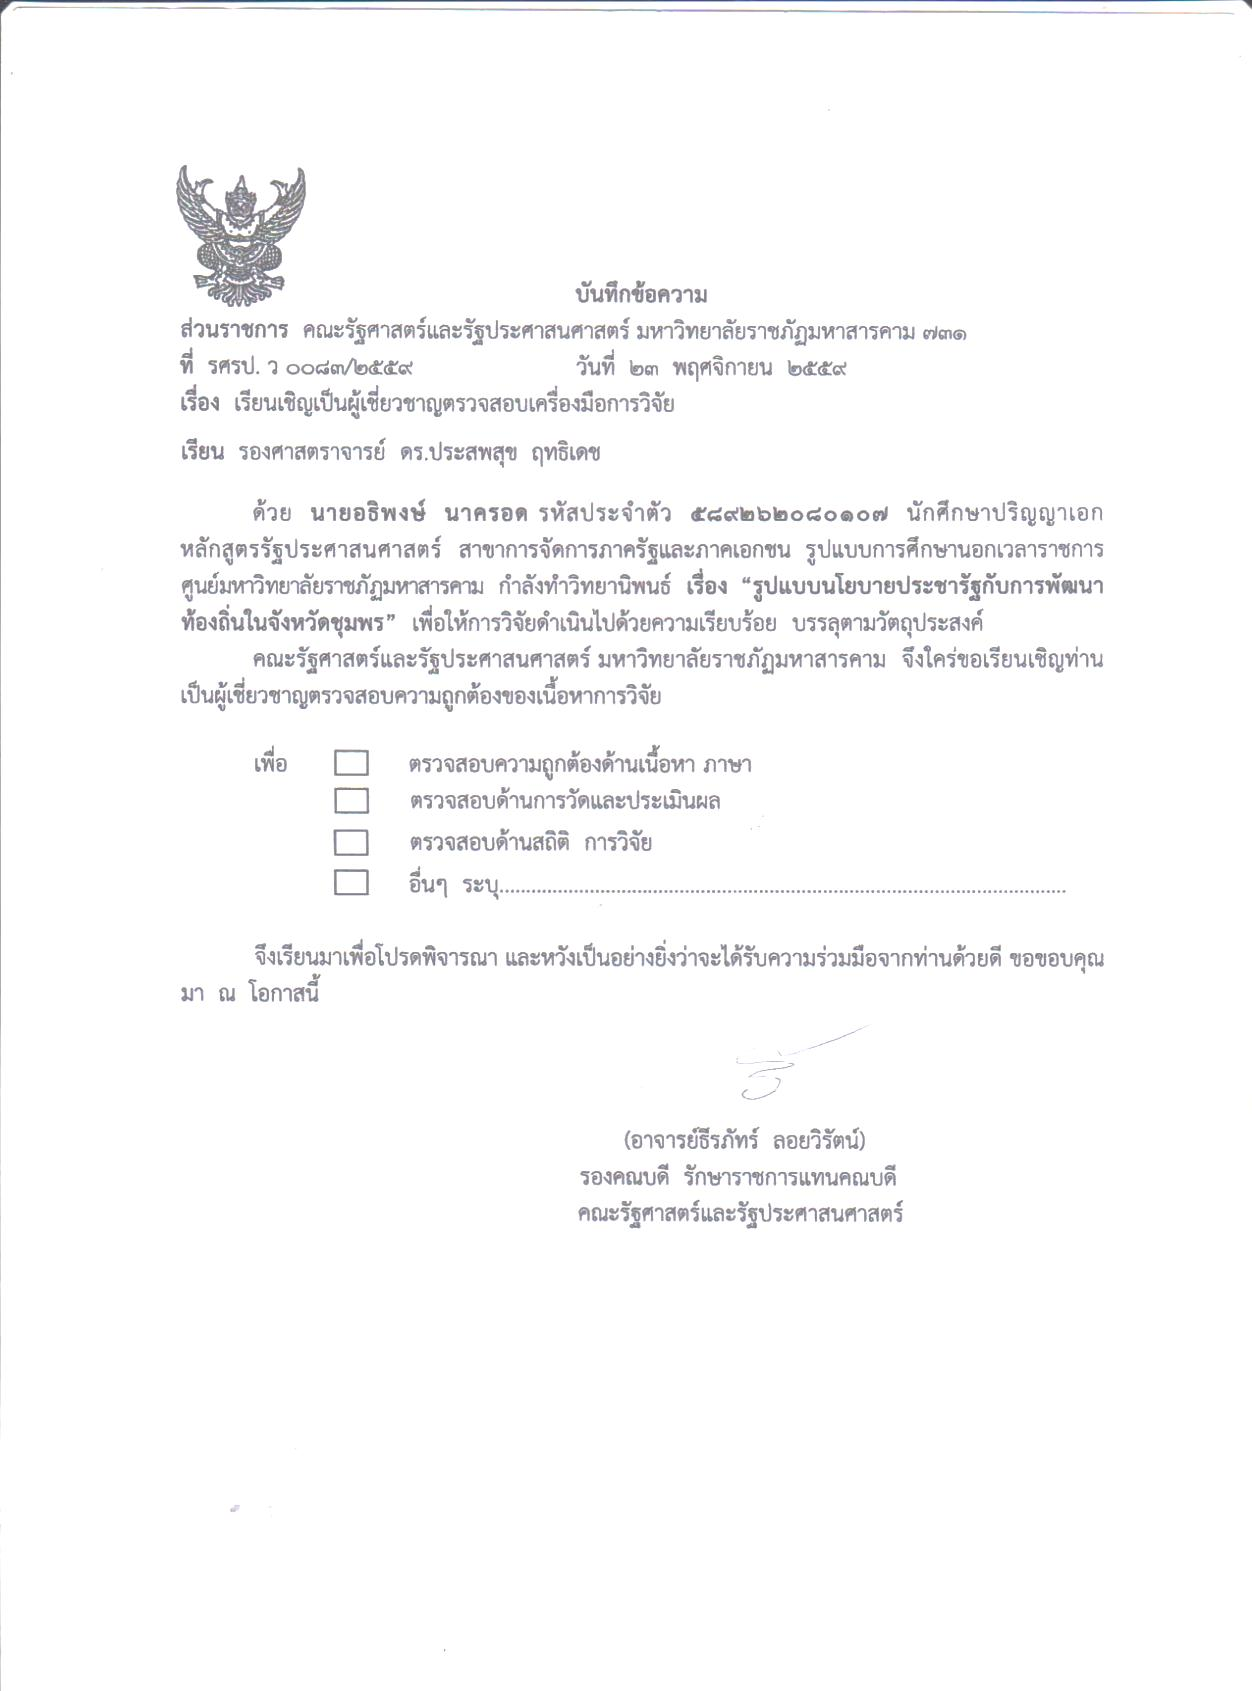 บันทึกข้อความ
ส่วนราชการ คณะรัฐศาสตร์และรัฐประศาสนศาสตร์ มหาวิทยาลัยราชภัฏมหาสารคาม ๗๓๑
ที่ รศรป. ว ๐๐๘๓/๒๕๕๙ วันที่ ๒๓ พฤศจิกายน ๒๕๕๙
เรื่อง เรียนเชิญเป็นผู้เชี่ยวชาญตรวจสอบเครื่องมือการวิจัย
เรียน รองศาสตราจารย์ ดร.ประสพสุข ฤทธิเดช
ด้วย นายอธิพงษ์ นาครอด รหัสประจำตัว ๕๘๙๒๖๒๐๘๐๑๐๗ นักศึกษาปริญญาเอก
หลักสูตรรัฐประศาสนศาสตร์ สาขาการจัดการภาครัฐและภาคเอกชน รูปแบบการศึกษานอกเวลาราชการ
ศูนย์มหาวิทยาลัยราชภัฏมหาสารคาม กำลังทำวิทยานิพนธ์ เรื่อง “รูปแบบนโยบายประชารัฐกับการพัฒนา
ท้องถิ่นในจังหวัดชุมพร” เพื่อให้การวิจัยดำเนินไปด้วยความเรียบร้อย บรรลุตามวัตถุประสงค์
คณะรัฐศาสตร์และรัฐประศาสนศาสตร์ มหาวิทยาลัยราชภัฏมหาสารคาม จึงใคร่ขอเรียนเชิญท่าน
เป็นผู้เชี่ยวชาญตรวจสอบความถูกต้องของเนื้อหาการวิจัย
เพื่อ ตรวจสอบความถูกต้องด้านเนื้อหา ภาษา
ตรวจสอบด้านการวัดและประเมินผล
ตรวจสอบด้านสถิติ การวิจัย
อื่นๆ ระบุ..........................................................................................................
จึงเรียนมาเพื่อโปรดพิจารณา และหวังเป็นอย่างยิ่งว่าจะได้รับความร่วมมือจากท่านด้วยดี ขอขอบคุณ
มา ณ โอกาสนี้
(อาจารย์ธีรภัทร์ ลอยวิรัตน์)
รองคณบดี รักษาราชการแทนคณบดี
คณะรัฐศาสตร์และรัฐประศาสนศาสตร์